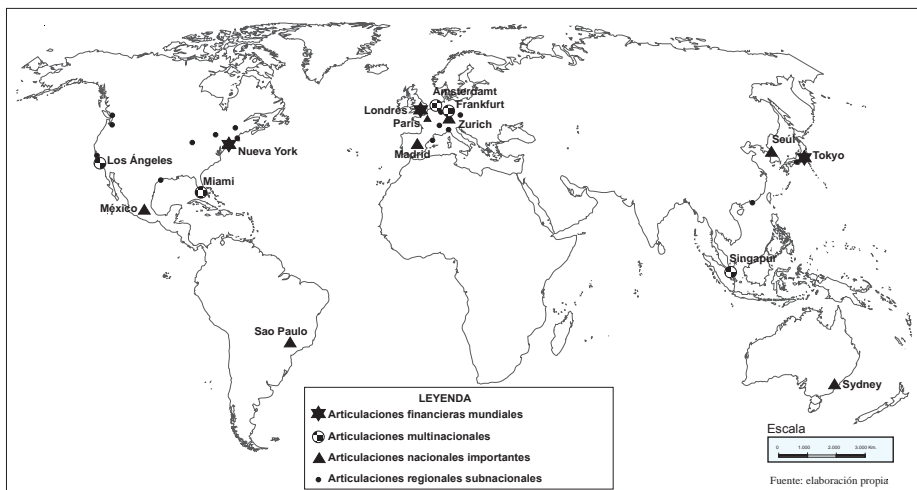 Amsterdamt
Londres
Frankfurt
París
Zurich
Madrid
Seúl
Tokyo
Nueva York
Los Ángeles
Miami
México
Singapur
Sao Paulo
Sydney
LEYENDA
Articulaciones financieras mundiales
Articulaciones multinacionales
Articulaciones nacionales importantes
Articulaciones regionales subnacionales
Escala
0 1.000 2.000 3.000 Km.
Fuente: elaboración propia